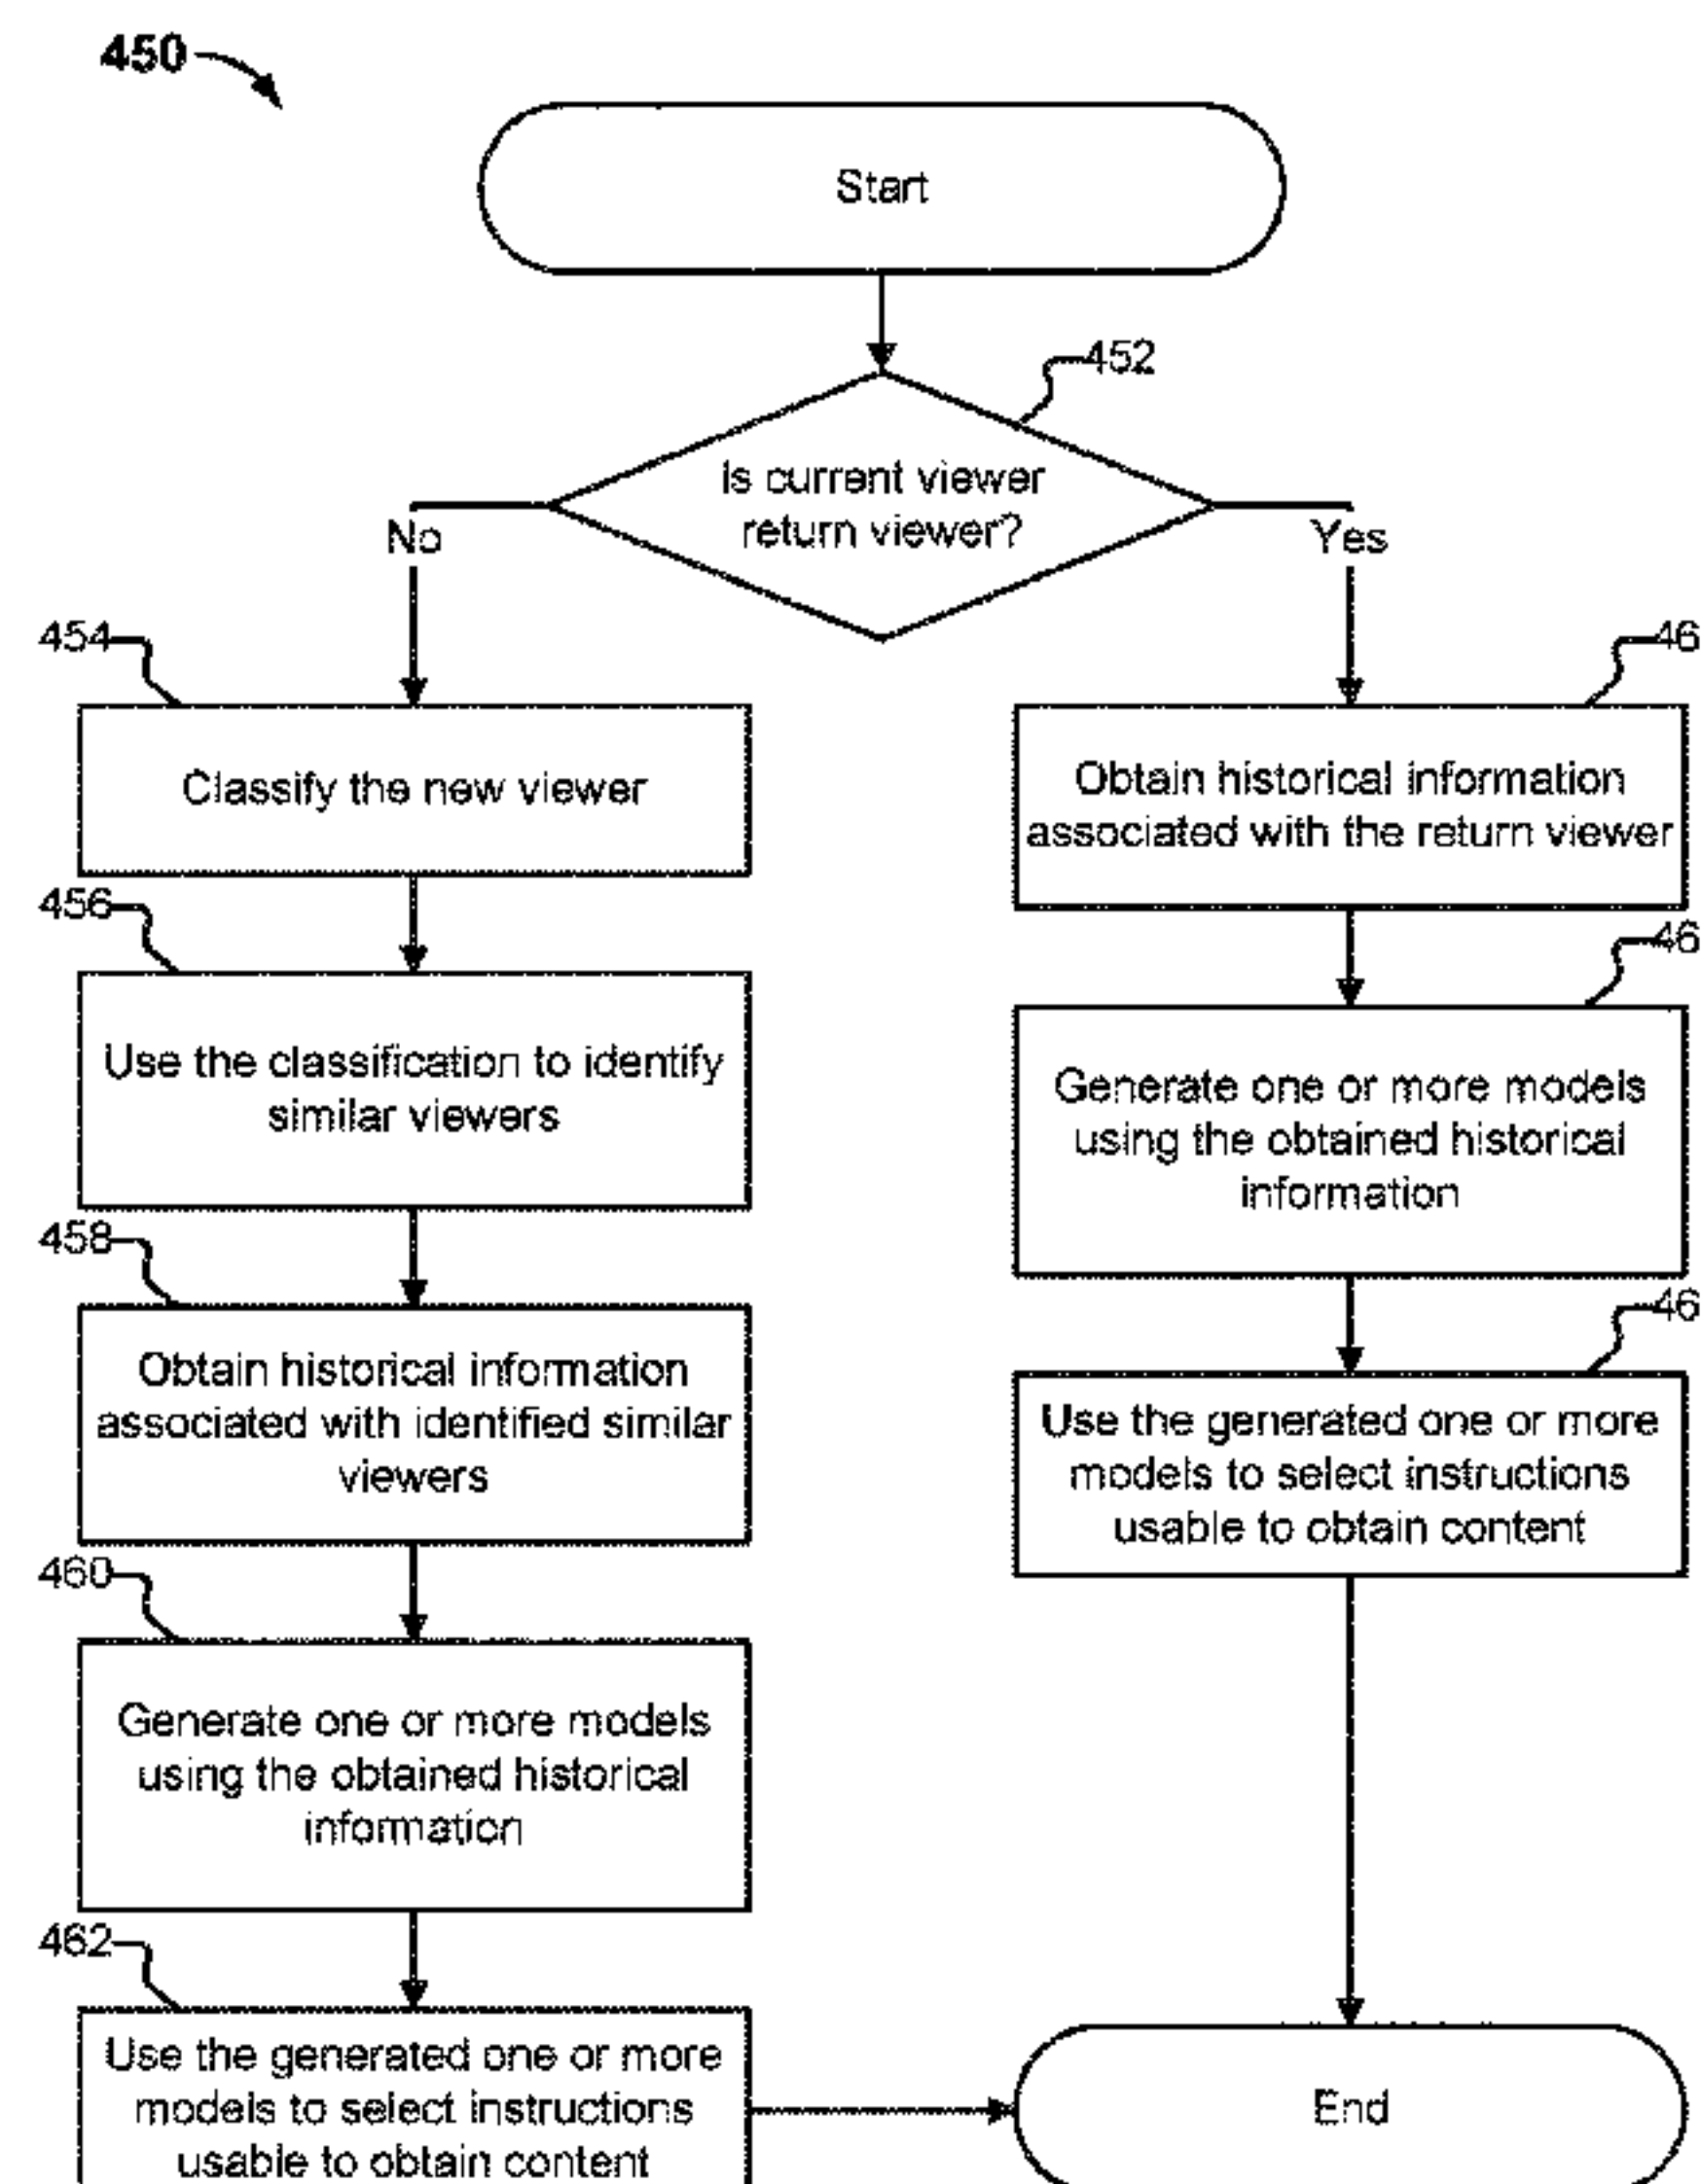 450
Start
452
Is current viewer
return viewer?
No
Yes
454
Classify the new viewer
456
Use the classification to identify
similar viewers
458
Obtain historical information
associated with identified similar
viewers
460
Generate one or more models
using the obtained historical
information
462
Use the generated one or more
models to select instructions
usable to obtain content
46
Obtain historical information
associated with the return viewer
46
Generate one or more models
using the obtained historical
information
46
Use the generated one or more
models to select instructions
usable to obtain content
End